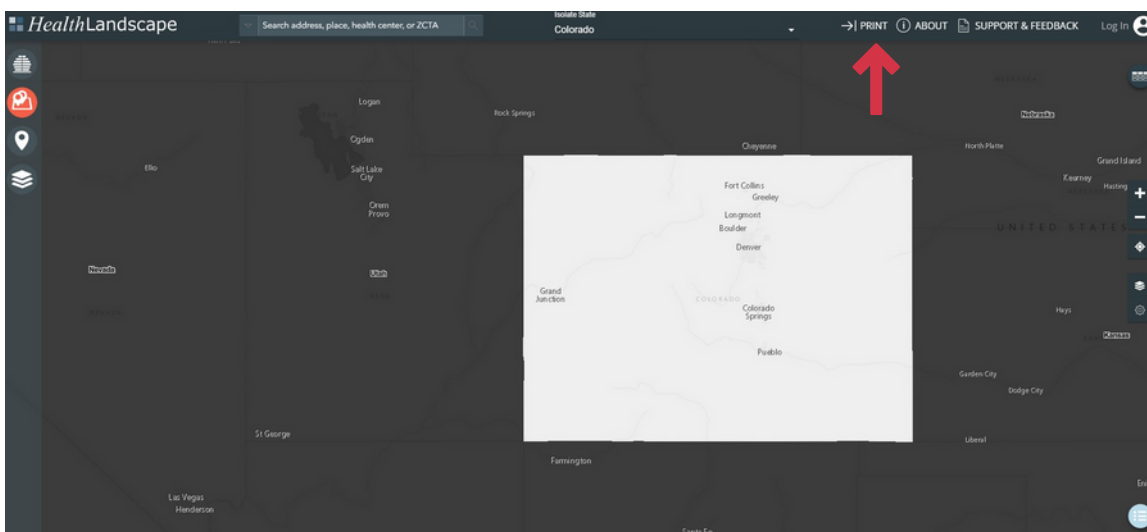 HealthLandscape
Search address, place, health center, or ZCTA
Isolate State
Colorado
PRINT
ABOUT
SUPPORT & FEEDBACK
Log In
Logan
Rock Springs
Nebraska
Ogden
Cheyenne
North Platte
Grand Island
Elko
Salt Lake
City
Kearney
Hasting
Fort Collins
Greeley
Orem
Provo
Longmont
Boulder
UNITED STATES
Denver
Nevada
Utah
Grand
Junction
COLORADO
Colorado
Springs
Hays
Kansas
Pueblo
Garden City
Dodge City
St George
Liberal
Farmington
Las Vegas
Henderson
Santa Fe